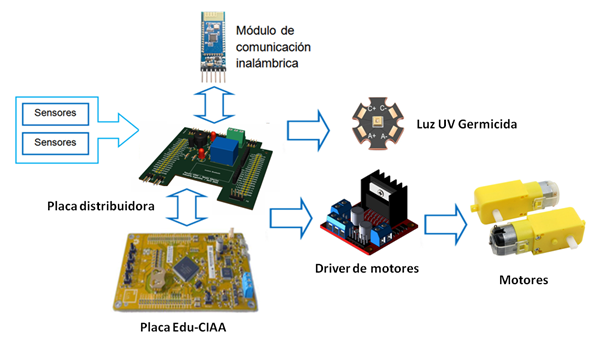 Módulo de
comunicación
inalámbrica
Sensores
Sensores
C+ C-
A+ A-
Luz UV Germicida
Placa distribuidora
Driver de motores
Motores
Placa Edu-CIAA